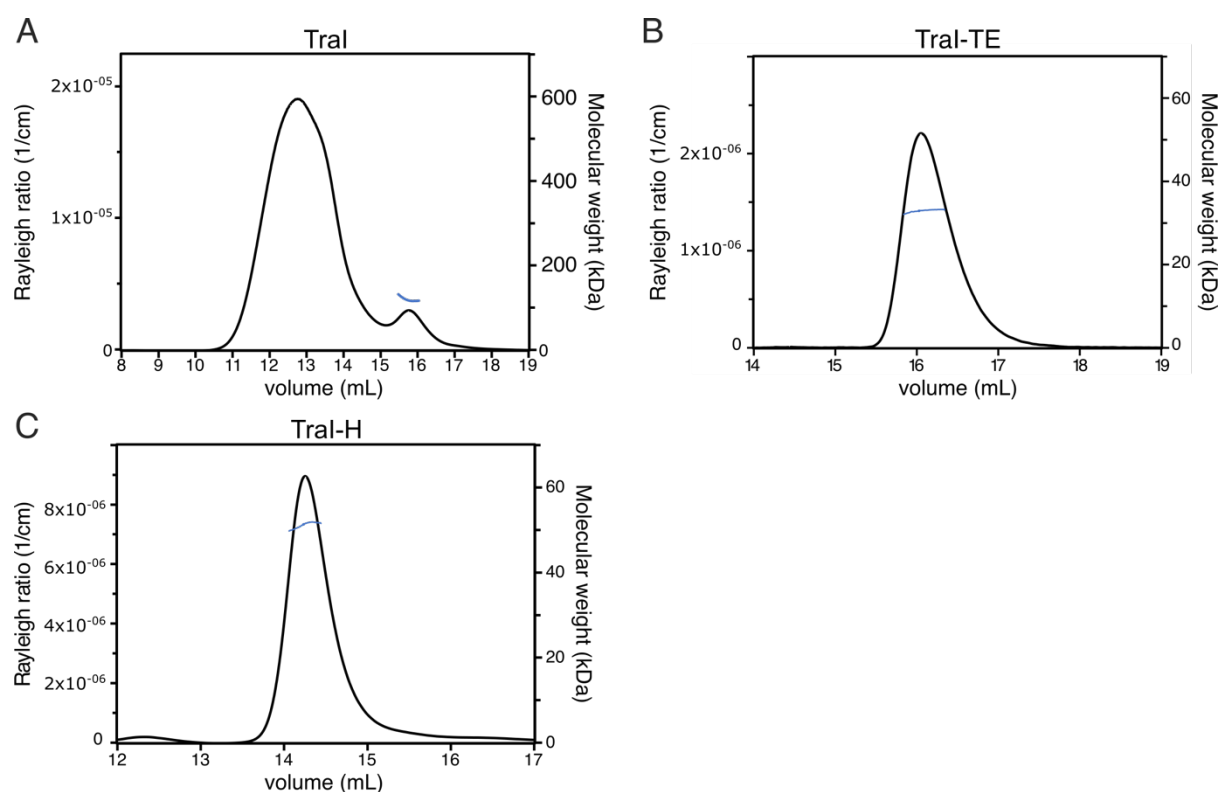 A
TraI
Rayleigh ratio (1/cm)
2x10-05
1x10-05
0
600
400
200
0
Molecular weight (kDa)
8 9 10 11 12 13 14 15 16 17 18 19
volume (mL)
B
TraI-TE
Rayleigh ratio (1/cm)
2x10-06
1x10-06
0
60
40
20
0
Molecular weight (kDa)
14 15 16 17 18 19
volume (mL)
C
TraI-H
Rayleigh ratio (1/cm)
8x10-06
6x10-06
4x10-06
2x10-06
0
60
40
20
0
Molecular weight (kDa)
12 13 14 15 16 17
volume (mL)